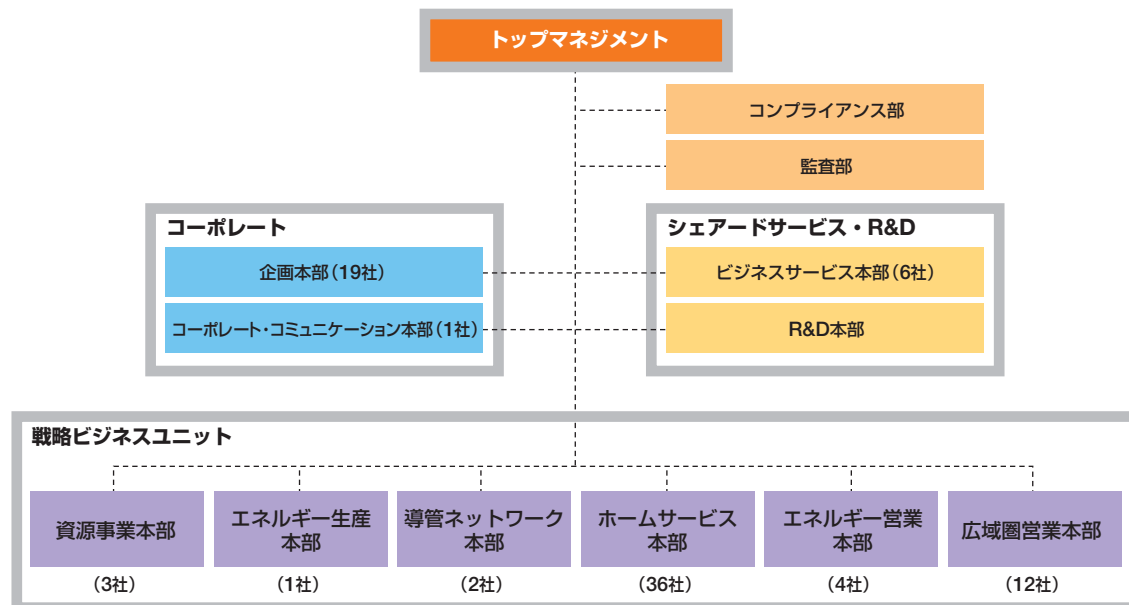 トップマネジメント
コンプライアンス部
監査部
コーポレート
企画本部(19社)
コーポレート・コミュニケーション本部(1社)
シェアードサービス・R&D
ビジネスサービス本部(6社)
R&D本部
戦略ビジネスユニット
資源事業本部
(3社)
エネルギー生産
本部
(1社)
導管ネットワーク
本部
(2社)
ホームサービス
本部
(36社)
エネルギー営業
本部
(4社)
広域圏営業本部
(12社)